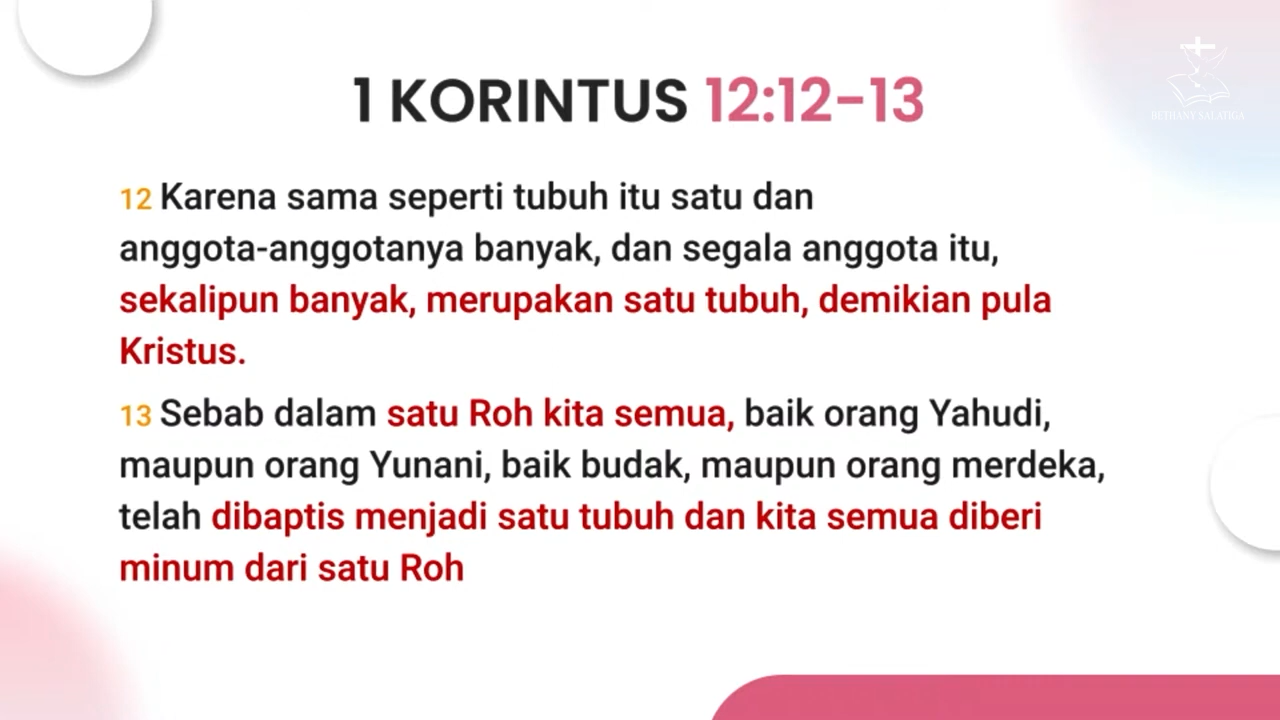 BETHANY SALATIGA
1 KORINTUS 12:12-13
12 Karena sama seperti tubuh itu satu dan
anggota-anggotanya banyak, dan segala anggota itu,
sekalipun banyak, merupakan satu tubuh, demikian pula
Kristus.
13 Sebab dalam satu Roh kita semua, baik orang Yahudi,
maupun orang Yunani, baik budak, maupun orang merdeka,
telah dibaptis menjadi satu tubuh dan kita semua diberi
minum dari satu Roh